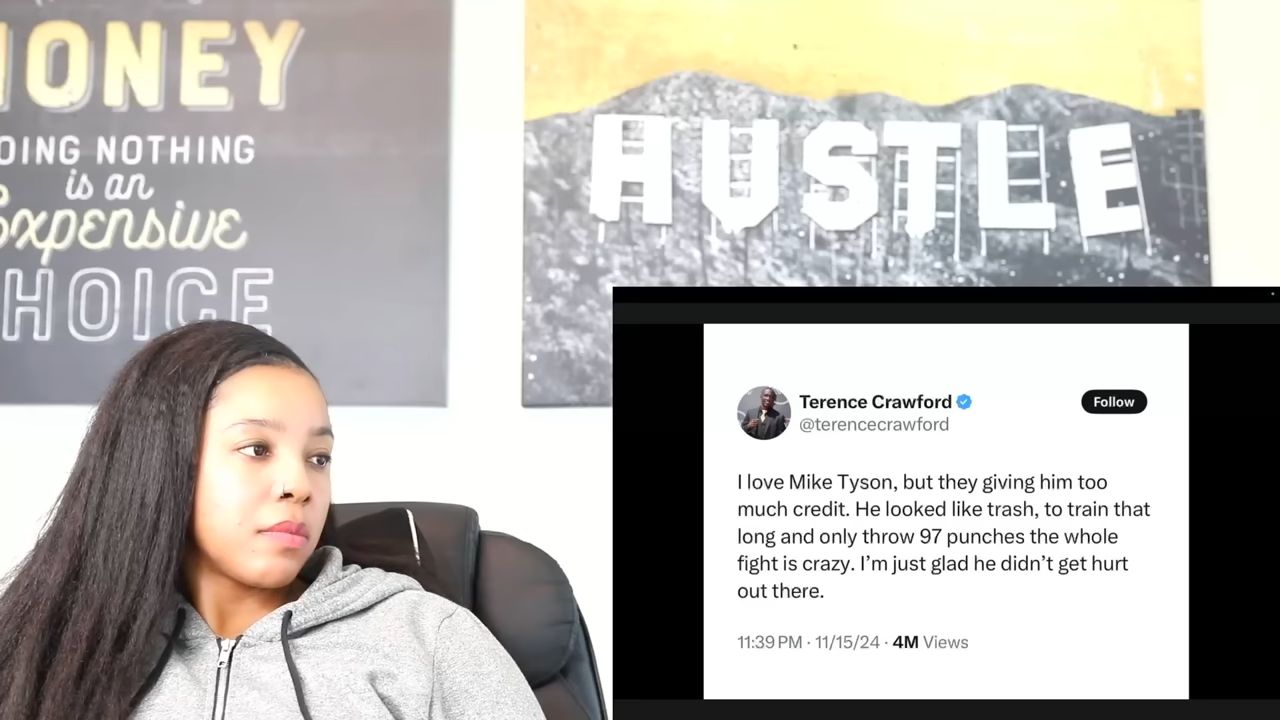 HONEY
OING NOTHING
is an
Expensive
HOICE
HUSTLE
Terence Crawford
@terencecrawford
Follow
I love Mike Tyson, but they giving him too
much credit. He looked like trash, to train that
long and only throw 97 punches the whole
fight is crazy. I’m just glad he didn’t get hurt
out there.
11:39 PM · 11/15/24 · 4M Views